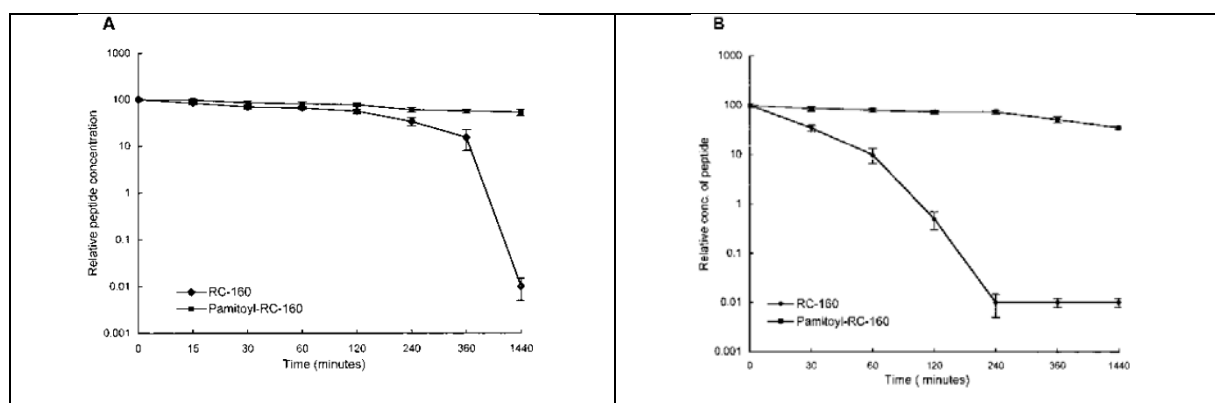 A
1000
100
10
1
0.1
0.01
0.001
Relative peptide concentration
RC-160
Pamitoyl-RC-160
0 15 30 60 120 240 360 1440
Time (minutes)
B
1000
100
10
1
0.1
0.01
0.001
Relative conc. of peptide
RC-160
Pamitoyl-RC-160
0 30 60 120 240 360 1440
Time ( minutes)